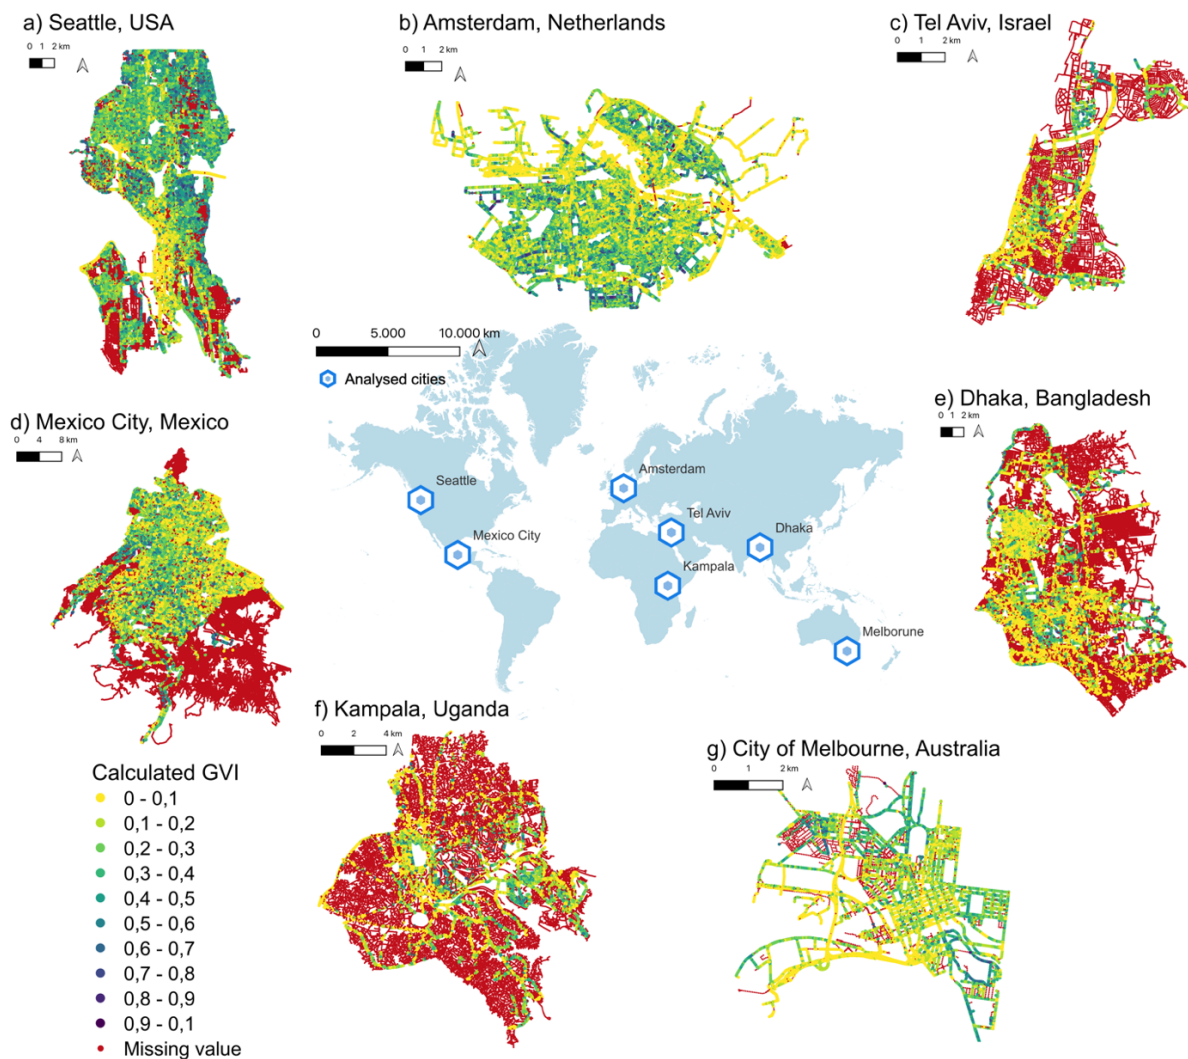 a) Seattle, USA
0 1 2 km
b) Amsterdam, Netherlands
0 1 2 km
c) Tel Aviv, Israel
0 1 2 km
0 5.000 10.000 km
Analysed cities
Seattle
Mexico City
Amsterdam
Tel Aviv
Dhaka
Kampala
Melborune
d) Mexico City, Mexico
0 4 8 km
e) Dhaka, Bangladesh
0 1 2 km
f) Kampala, Uganda
0 2 4 km
g) City of Melbourne, Australia
0 1 2 km
Calculated GVI
0 - 0,1
0,1 - 0,2
0,2 - 0,3
0,3 - 0,4
0,4 - 0,5
0,5 - 0,6
0,6 - 0,7
0,7 - 0,8
0,8 - 0,9
0,9 - 0,1
Missing value